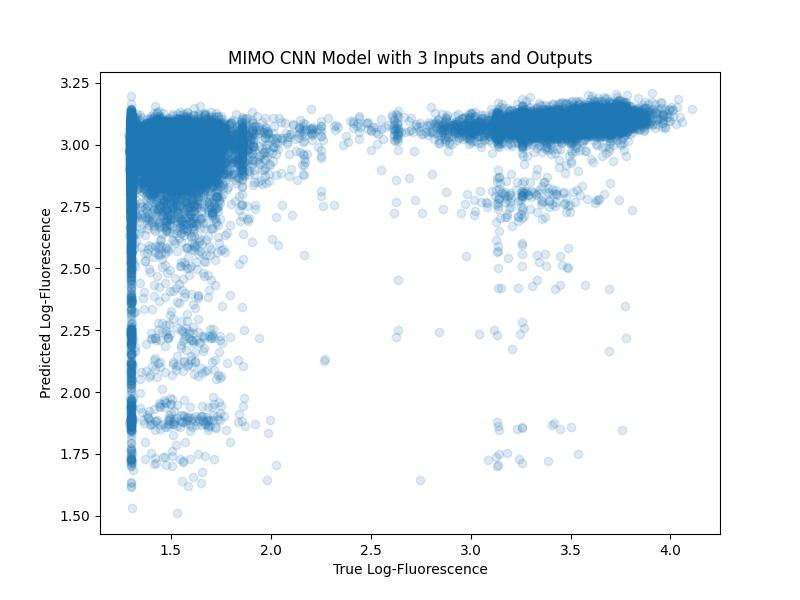 MIMO CNN Model with 3 Inputs and Outputs
3.25
3.00
2.75
2.50
2.25
2.00
1.75
1.50
Predicted Log-Fluorescence
1.5 2.0 2.5 3.0 3.5 4.0
True Log-Fluorescence